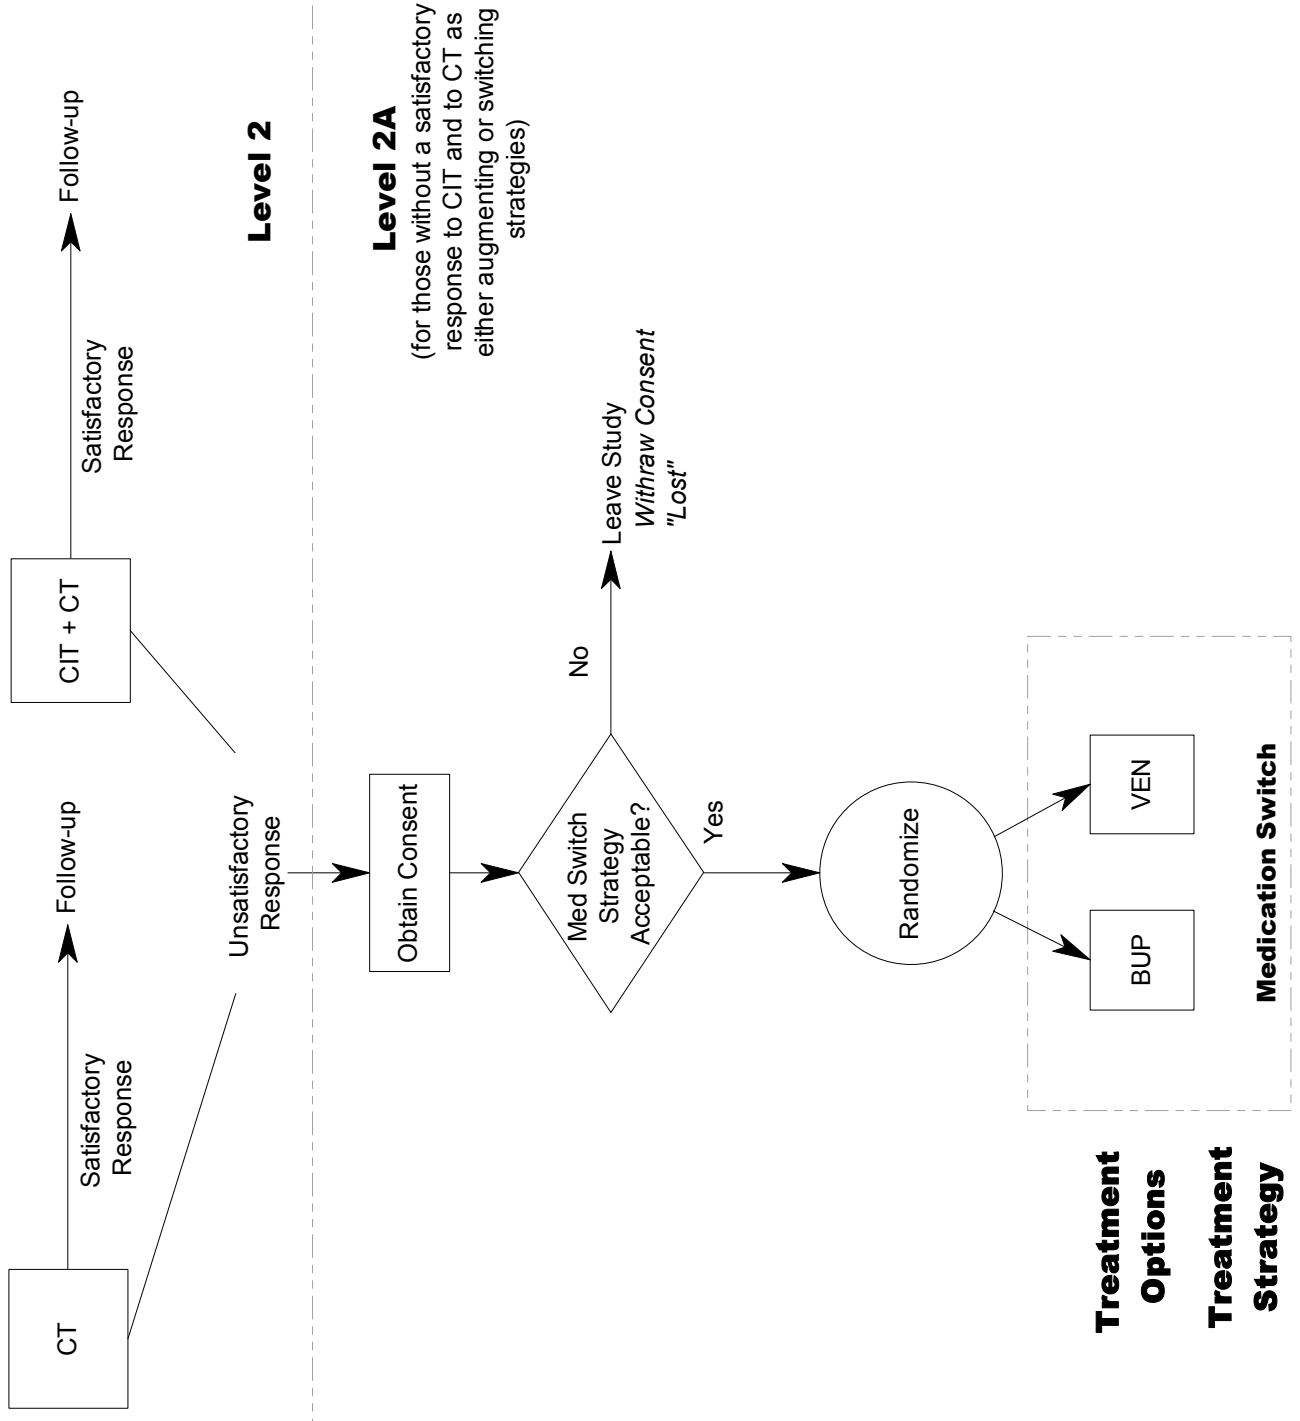 CT
Satisfactory
Response
Follow-up
CIT + CT
Satisfactory
Response
Follow-up
Unsatisfactory
Response
Level 2
Level 2A
(for those without a satisfactory
response to CIT and to CT as
either augmenting or switching
strategies)
Obtain Consent
Med Switch
Strategy
Acceptable?
No
Leave Study
Withraw Consent
"Lost"
Yes
Randomize
Treatment
Options
BUP
VEN
Treatment
Strategy
Medication Switch